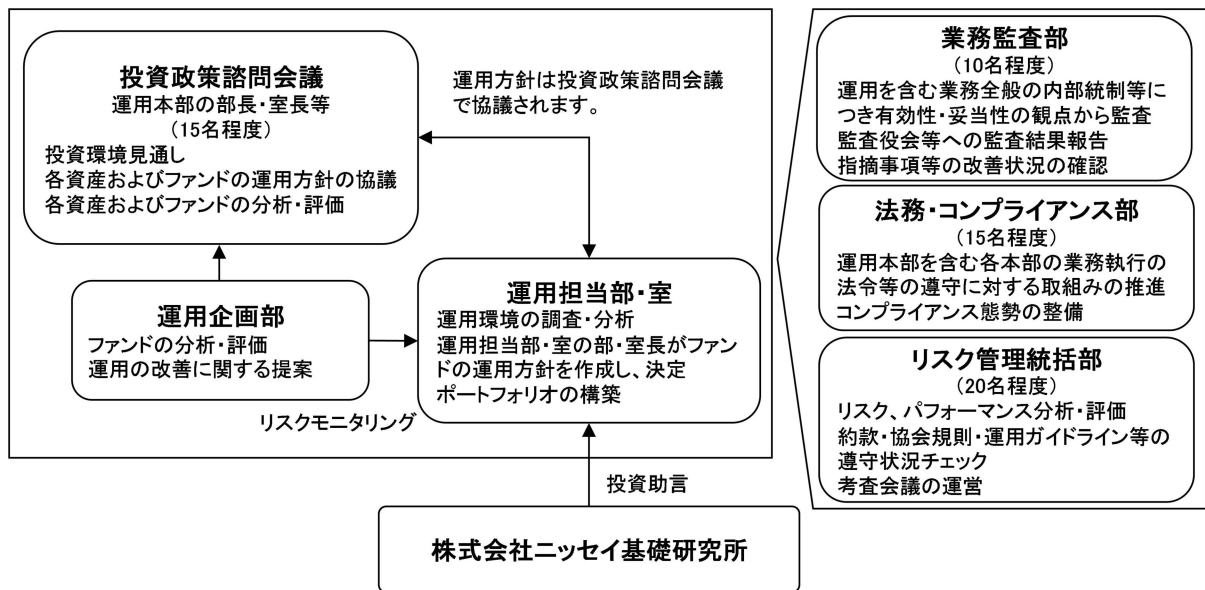 投資政策諮問会議
運用本部の部長・室長等
(15名程度)
投資環境見通し
各資産およびファンドの運用方針の協議
各資産およびファンドの分析・評価
運用方針は投資政策諮問会議
で協議されます。
運用企画部
ファンドの分析・評価
運用の改善に関する提案
リスクモニタリング
運用担当部・室
運用環境の調査・分析
運用担当部・室の部・室長がファン
ドの運用方針を作成し、決定
ポートフォリオの構築
投資助言
株式会社ニッセイ基礎研究所
業務監査部
(10名程度)
運用を含む業務全般の内部統制等に
つき有効性・妥当性の観点から監査
監査役会等への監査結果報告
指摘事項等の改善状況の確認
法務・コンプライアンス部
(15名程度)
運用本部を含む各本部の業務執行の
法令等の遵守に対する取組みの推進
コンプライアンス態勢の整備
リスク管理統括部
(20名程度)
リスク、パフォーマンス分析・評価
約款・協会規則・運用ガイドライン等の
遵守状況チェック
考査会議の運営